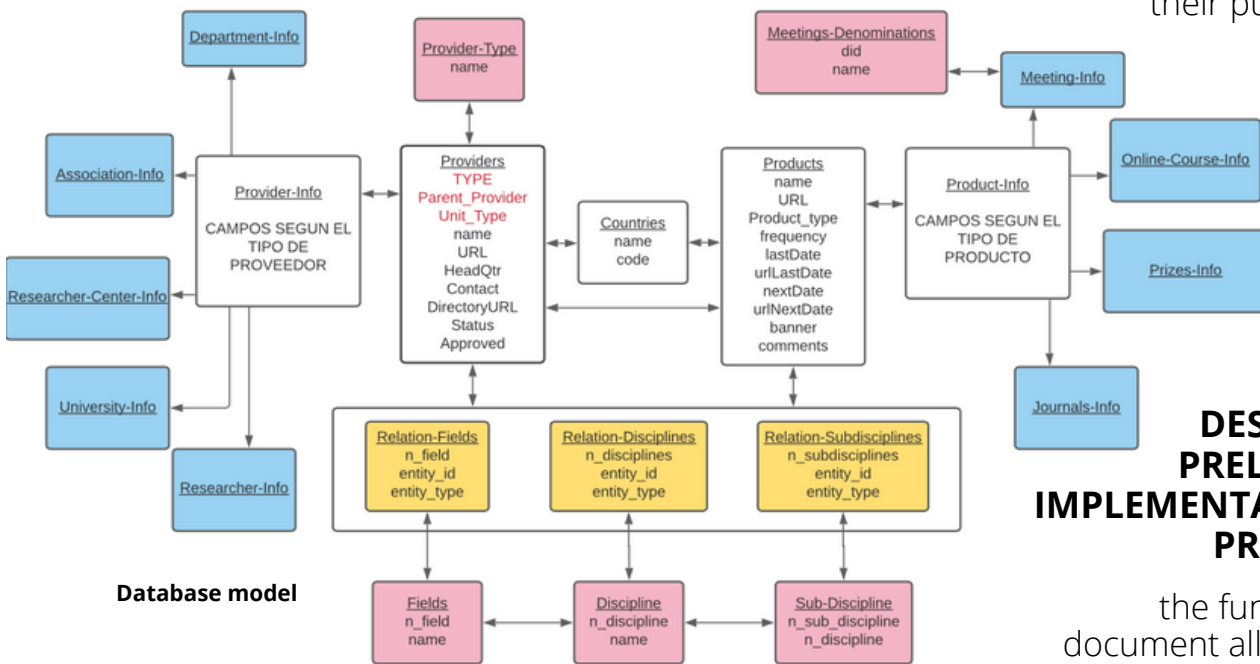 their pu
Department-Info
Provider-Type
name
Meetings-Denominations
did
name
Meeting-Info
Association-Info
Provider-Info
CAMPOS SEGUN EL
TIPO DE
PROVEEDOR
Providers
TYPE
Parent_Provider
Unit_Type
name
URL
HeadQtr
Contact
DirectoryURL
Status
Approved
Countries
name
code
Products
name
URL
Product_type
frequency
lastDate
urlLastDate
nextDate
urlNextDate
banner
comments
Product-Info
CAMPOS SEGUN EL
TIPO DE
PRODUCTO
Online-Course-Info
Prizes-Info
Researcher-Center-Info
University-Info
Researcher-Info
Journals-Info
Relation-Fields
n_field
entity_id
entity_type
Relation-Disciplines
n_disciplines
entity_id
entity_type
Relation-Subdisciplines
n_subdisciplines
entity_id
entity_type
DES
PREL
IMPLEMENTA
PR
Database model
Fields
n_field
name
Discipline
n_discipline
name
Sub-Discipline
n_sub_discipline
n_discipline
the fur
document all